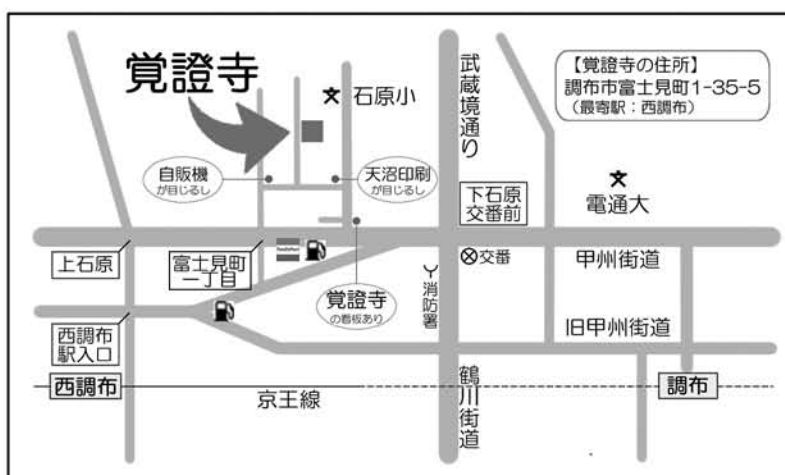 覚證寺
石原小
武蔵境通り
【覚證寺の住所】
調布市富士見町1-35-5
（最寄駅：西調布）
自販機
が目じるし
天沼印刷
が目じるし
下石原
交番前
電通大
上石原
富士見町
一丁目
FamilyMart
交番
甲州街道
消防署
覚證寺
の看板あり
西調布
駅入口
旧甲州街道
西調布
京王線
鶴川街道
調布